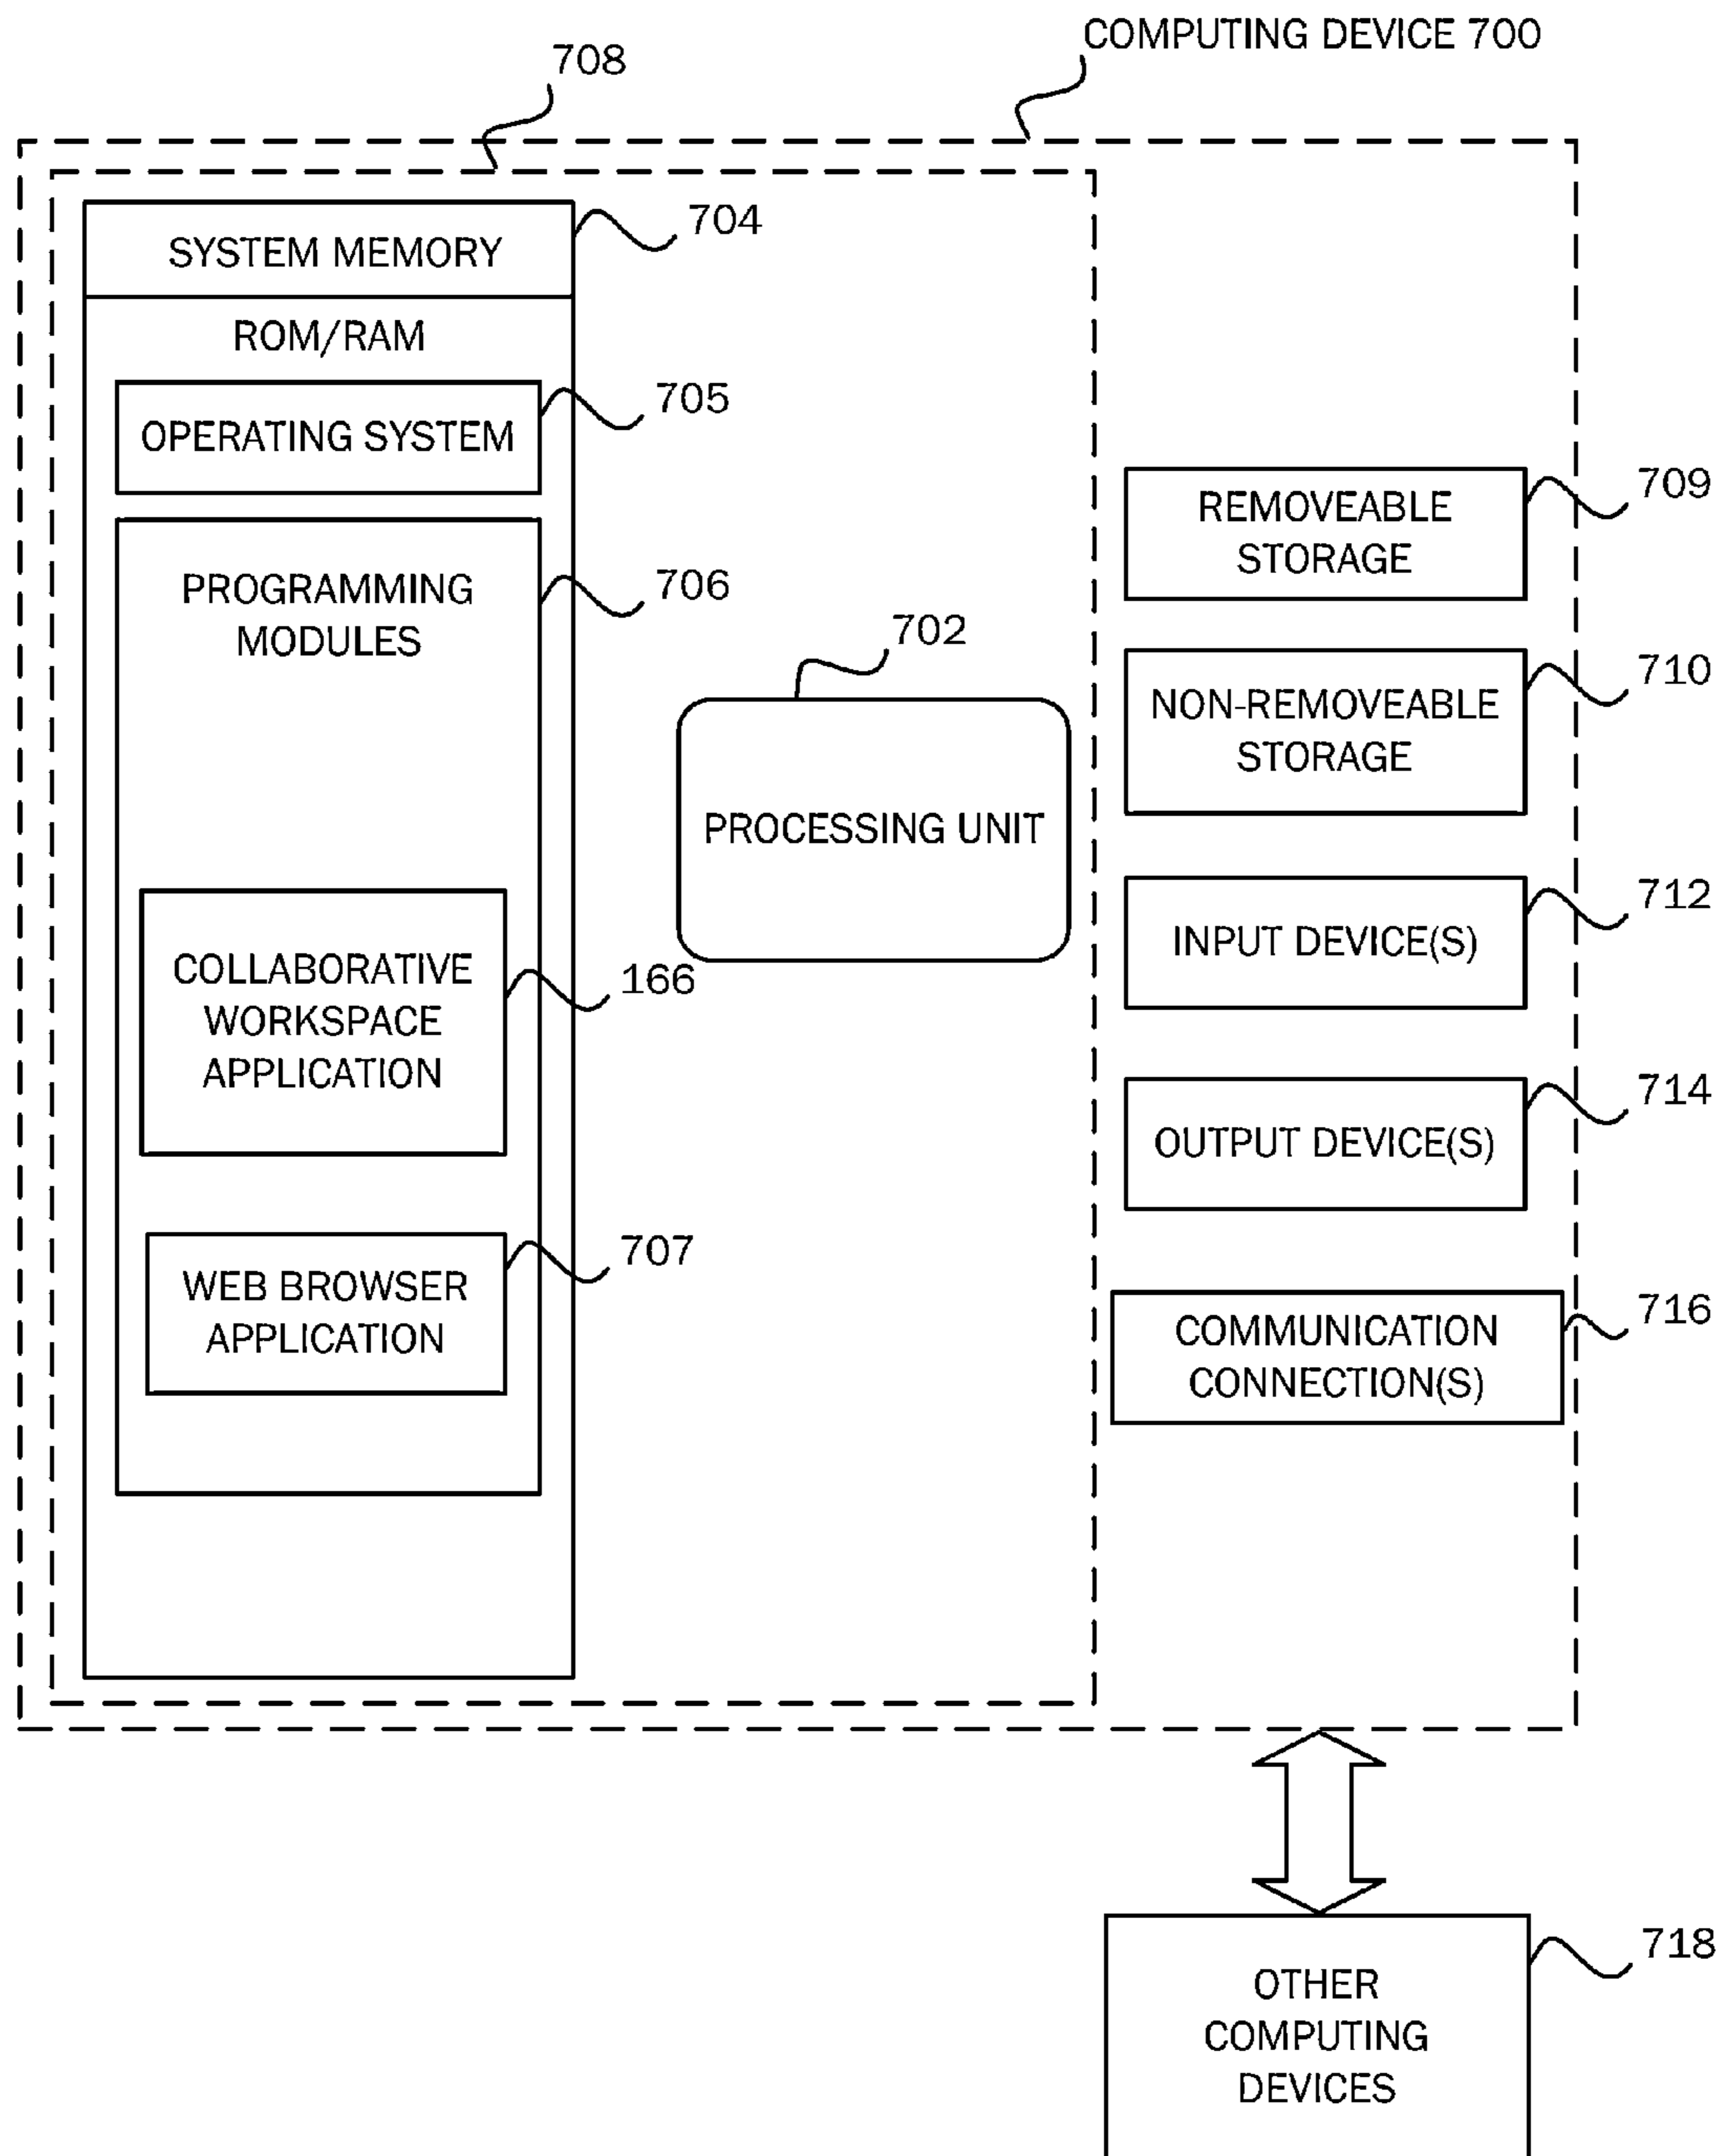 COMPUTING DEVICE 700
708
SYSTEM MEMORY
704
ROM/RAM
OPERATING SYSTEM
705
PROGRAMMING
MODULES
706
COLLABORATIVE
WORKSPACE
APPLICATION
166
WEB BROWSER
APPLICATION
707
702
PROCESSING UNIT
REMOVEABLE
STORAGE
709
NON-REMOVEABLE
STORAGE
710
INPUT DEVICE(S)
712
OUTPUT DEVICE(S)
714
COMMUNICATION
CONNECTION(S)
716
OTHER
COMPUTING
DEVICES
718